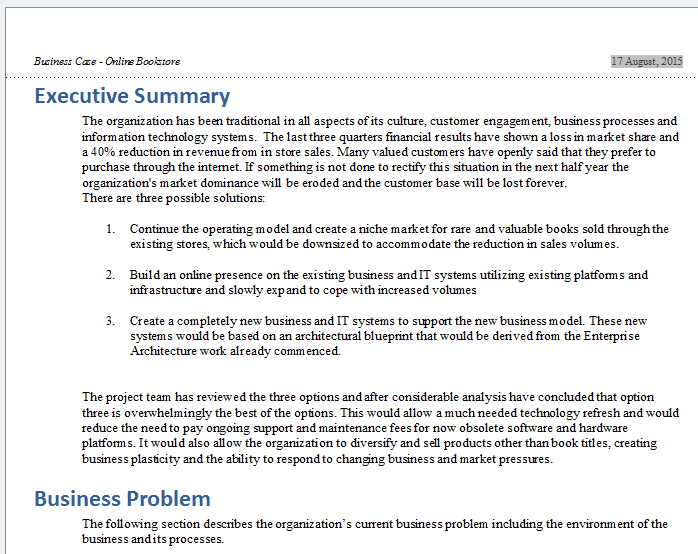 Business Case - Online Bookstore
17 August, 2015
Executive Summary
The organization has been traditional in all aspects of its culture, customer engagement, business processes and
information technology systems. The last three quarters financial results have shown a loss in market share and
a 40% reduction in revenue from in store sales. Many valued customers have openly said that they prefer to
purchase through the internet. If something is not done to rectify this situation in the next half year the
organization's market dominance will be eroded and the customer base will be lost forever.
There are three possible solutions:
1. Continue the operating model and create a niche market for rare and valuable books sold through the
existing stores, which would be downsized to accommodate the reduction in sales volumes.
2. Build an online presence on the existing business and IT systems utilizing existing platforms and
infrastructure and slowly expand to cope with increased volumes
3. Create a completely new business and IT systems to support the new business model. These new
systems would be based on an architectural blueprint that would be derived from the Enterprise
Architecture work already commenced.
The project team has reviewed the three options and after considerable analysis have concluded that option
three is overwhelmingly the best of the options. This would allow a much needed technology refresh and would
reduce the need to pay ongoing support and maintenance fees for now obsolete software and hardware
platforms. It would also allow the organization to diversify and sell products other than book titles, creating
business plasticity and the ability to respond to changing business and market pressures.
Business Problem
The following section describes the organization's current business problem including the environment of the
business and its processes.